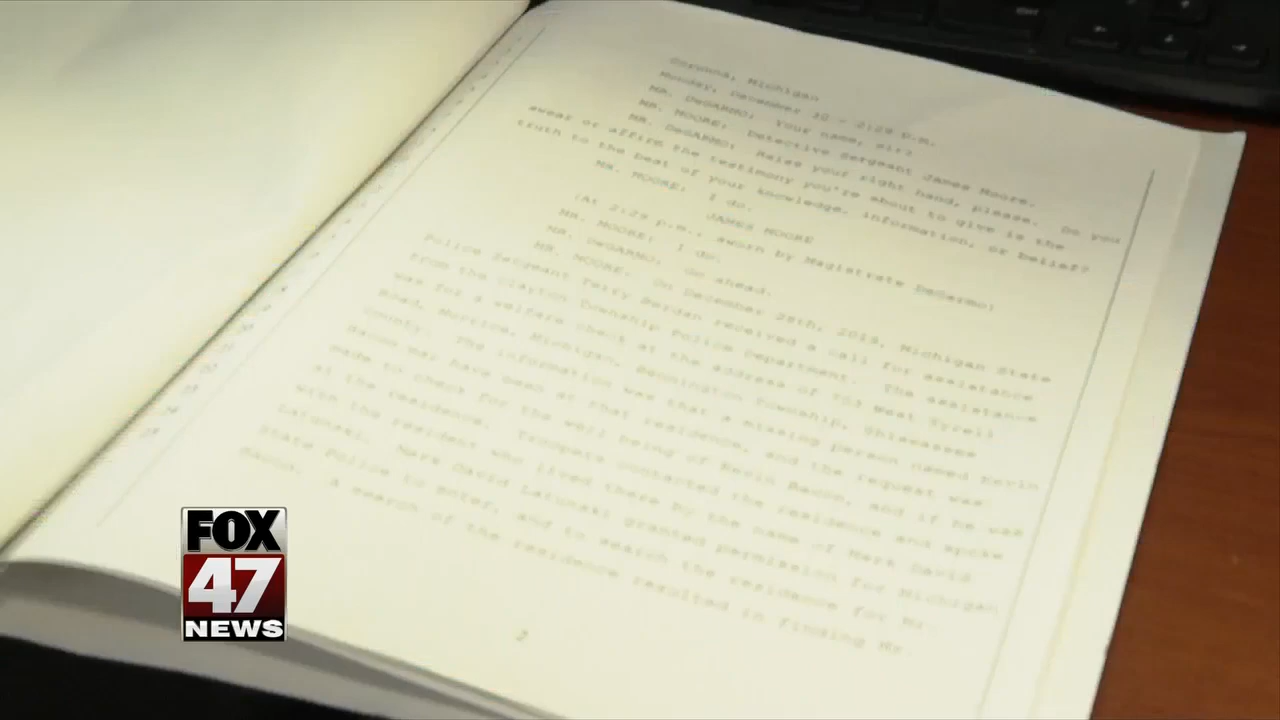 Corunna, Michigan
Monday, December 30 - 2:29 p.m.
MR. DeGARMO: Your name, sir?
MR. MOORE: Detective Sergeant James Moore.
MR. DeGARMO: Raise your right hand, please. Do you
swear or affirm the testimony you're about to give is the
truth to the best of your knowledge, information, or belief?
MR. MOORE: I do.
JAMES MOORE
(At 2:29 p.m., sworn by Magistrate DeGarmo)
MR. MOORE: I do.
MR. DeGARMO: Go ahead.
MR. MOORE: On December 28th, 2019, Michigan State
Police Sergeant Terry received a call for assistance
from the Clayton Township Police Department. The assistance
was for a welfare check at the address of 703 West Tyrell
Road, Morrice, Michigan, Bennington Township, Shiawassee
County. The information was that a missing person named Kevin
Bacon may have been at that residence, and the request was
made to check for the well being of Kevin Bacon, and if he was
at the residence. Troopers contacted the residence and spoke
with the resident who lived there by the name of Mark David
Latunski. Mark David Latunski granted permission for Michigan
State Police to enter, and to search the residence for Mr.
Bacon. A search of the residence resulted in finding Mr.
2
FOX
47
NEWS